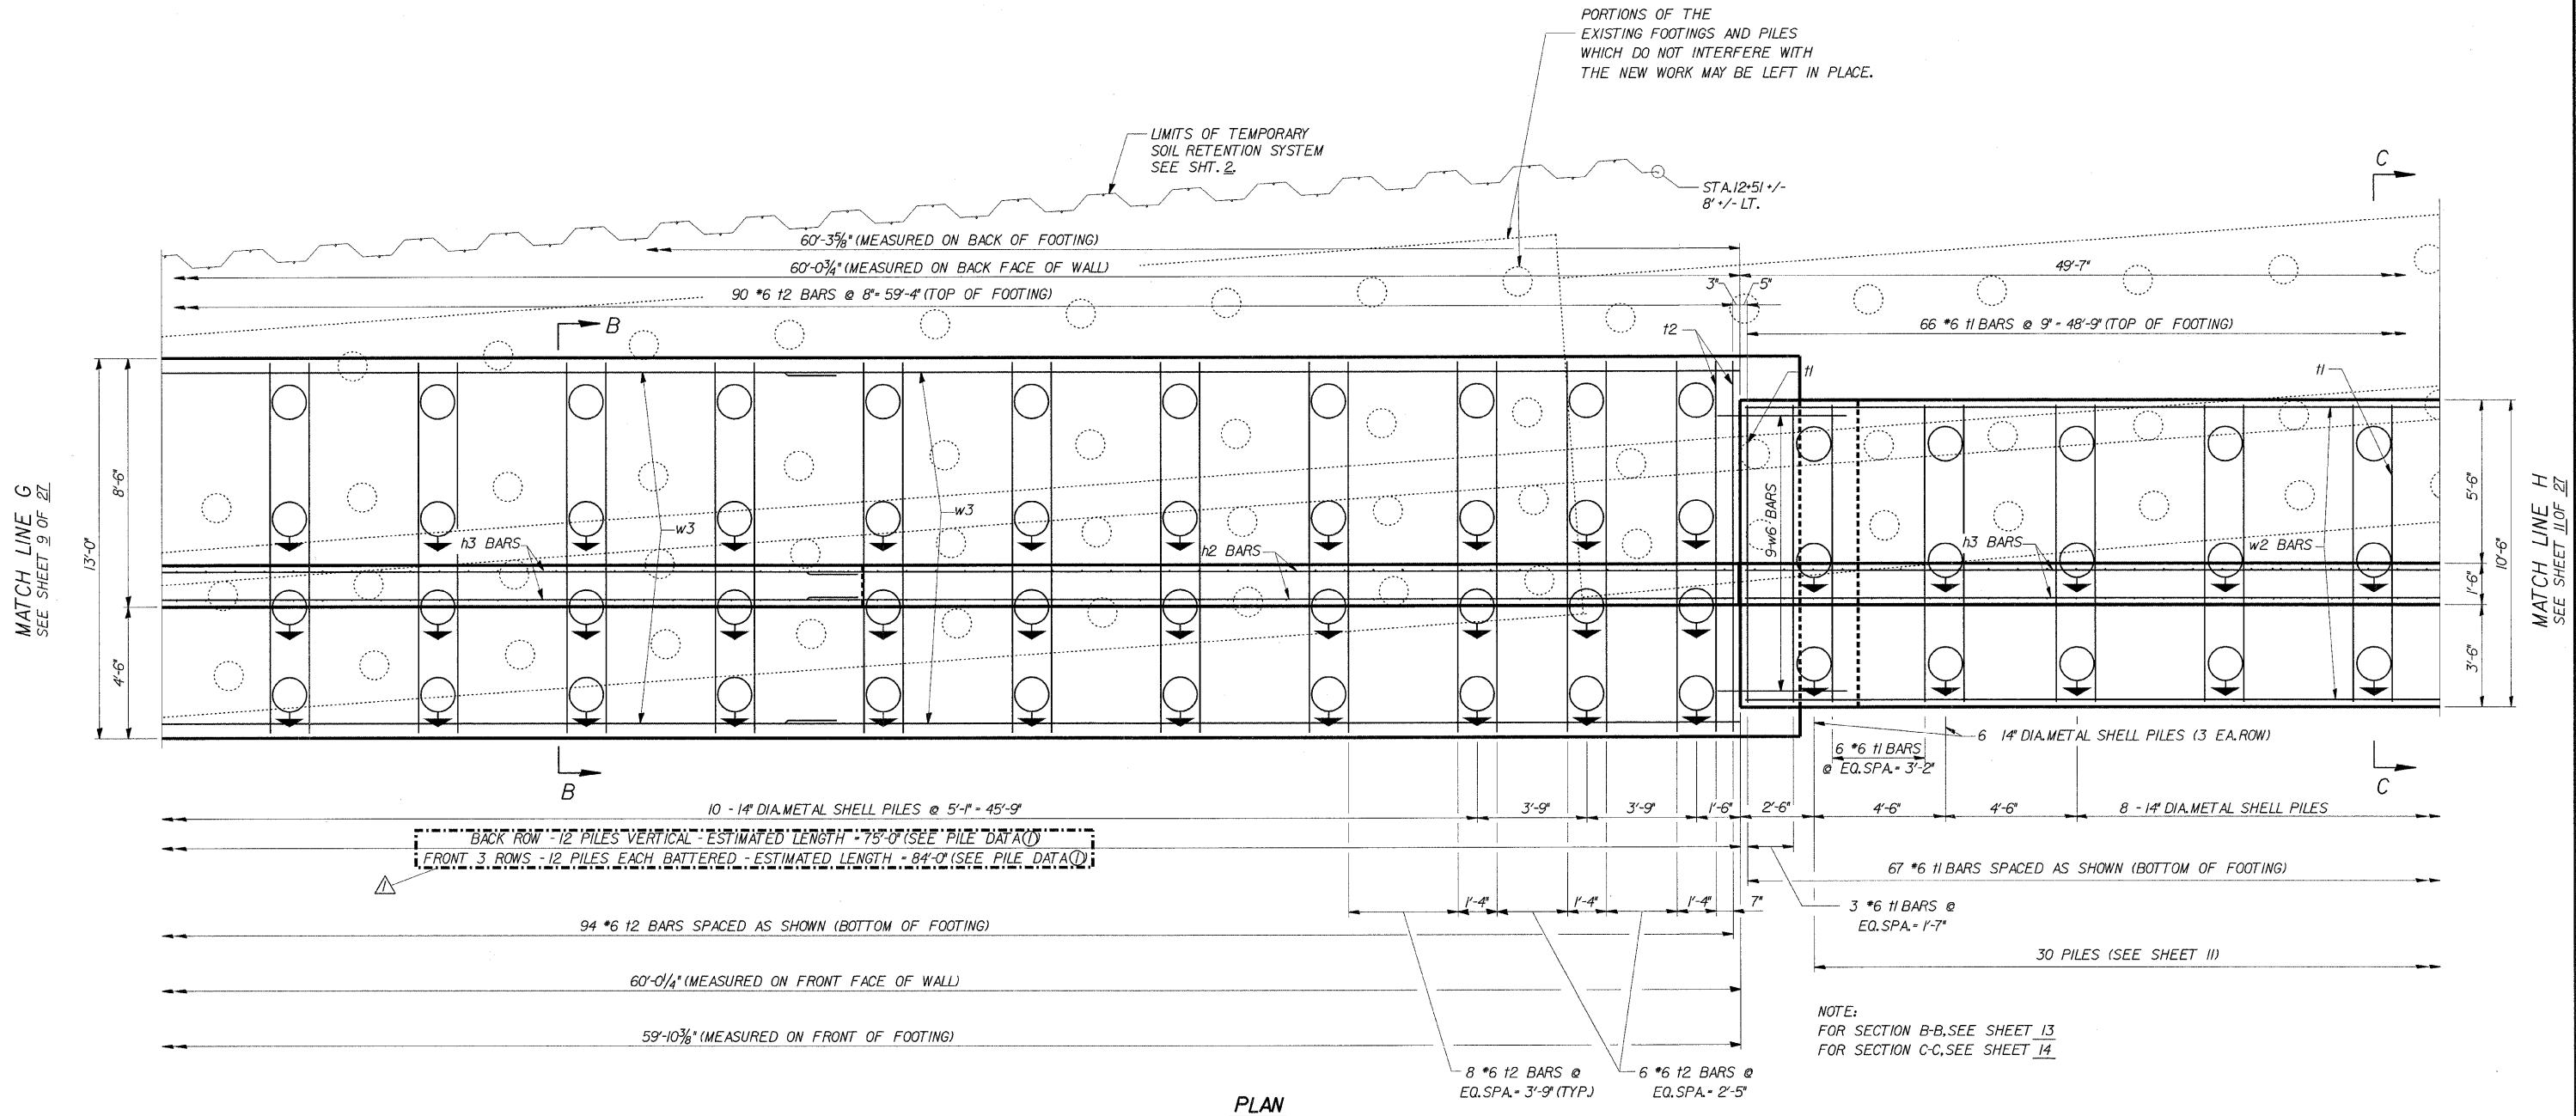 PORTIONS OF THE
EXISTING FOOTINGS AND PILES
WHICH DO NOT INTERFERE WITH
THE NEW WORK MAY BE LEFT IN PLACE.
LIMITS OF TEMPORARY
SOIL RETENTION SYSTEM
SEE SHT. 2.
C
STA.12+51 +/-
8' +/- LT.
60'-3⅝" (MEASURED ON BACK OF FOOTING)
60'-0¾" (MEASURED ON BACK FACE OF WALL)
49'-7"
90 #6 t2 BARS @ 8"= 59'-4" (TOP OF FOOTING)
3"
5"
66 #6 t1 BARS @ 9" = 48'-9" (TOP OF FOOTING)
B
t2
t1
t1
MATCH LINE G
SEE SHEET 9 OF 27
13'-0"
8'-6"
4'-6"
w3
w3
h3 BARS
h2 BARS
9-w6 BARS
h3 BARS
w2 BARS
5'-6"
1'-6"
3'-6"
10'-6"
MATCH LINE H
SEE SHEET 11 OF 27
6 14" DIA.METAL SHELL PILES (3 EA.ROW)
6 #6 t1 BARS
@ EQ.SPA.= 3'-2"
B
C
10 - 14" DIA.METAL SHELL PILES @ 5'-1" = 45'-9"
3'-9"
3'-9"
1'-6"
2'-6"
4'-6"
4'-6"
8 - 14" DIA.METAL SHELL PILES
BACK ROW - 12 PILES VERTICAL - ESTIMATED LENGTH = 75'-0" (SEE PILE DATA ①)
FRONT 3 ROWS - 12 PILES EACH BATTERED - ESTIMATED LENGTH = 84'-0" (SEE PILE DATA ①)
1
67 #6 t1 BARS SPACED AS SHOWN (BOTTOM OF FOOTING)
1'-4"
1'-4"
1'-4"
7"
3 #6 t1 BARS @
EQ.SPA.= 1'-7"
94 #6 t2 BARS SPACED AS SHOWN (BOTTOM OF FOOTING)
30 PILES (SEE SHEET 11)
60'-0¼" (MEASURED ON FRONT FACE OF WALL)
NOTE:
FOR SECTION B-B,SEE SHEET 13
FOR SECTION C-C,SEE SHEET 14
59'-10⅜" (MEASURED ON FRONT OF FOOTING)
8 #6 t2 BARS @
EQ.SPA.= 3'-9" (TYP.)
6 #6 t2 BARS @
EQ.SPA.= 2'-5"
PLAN